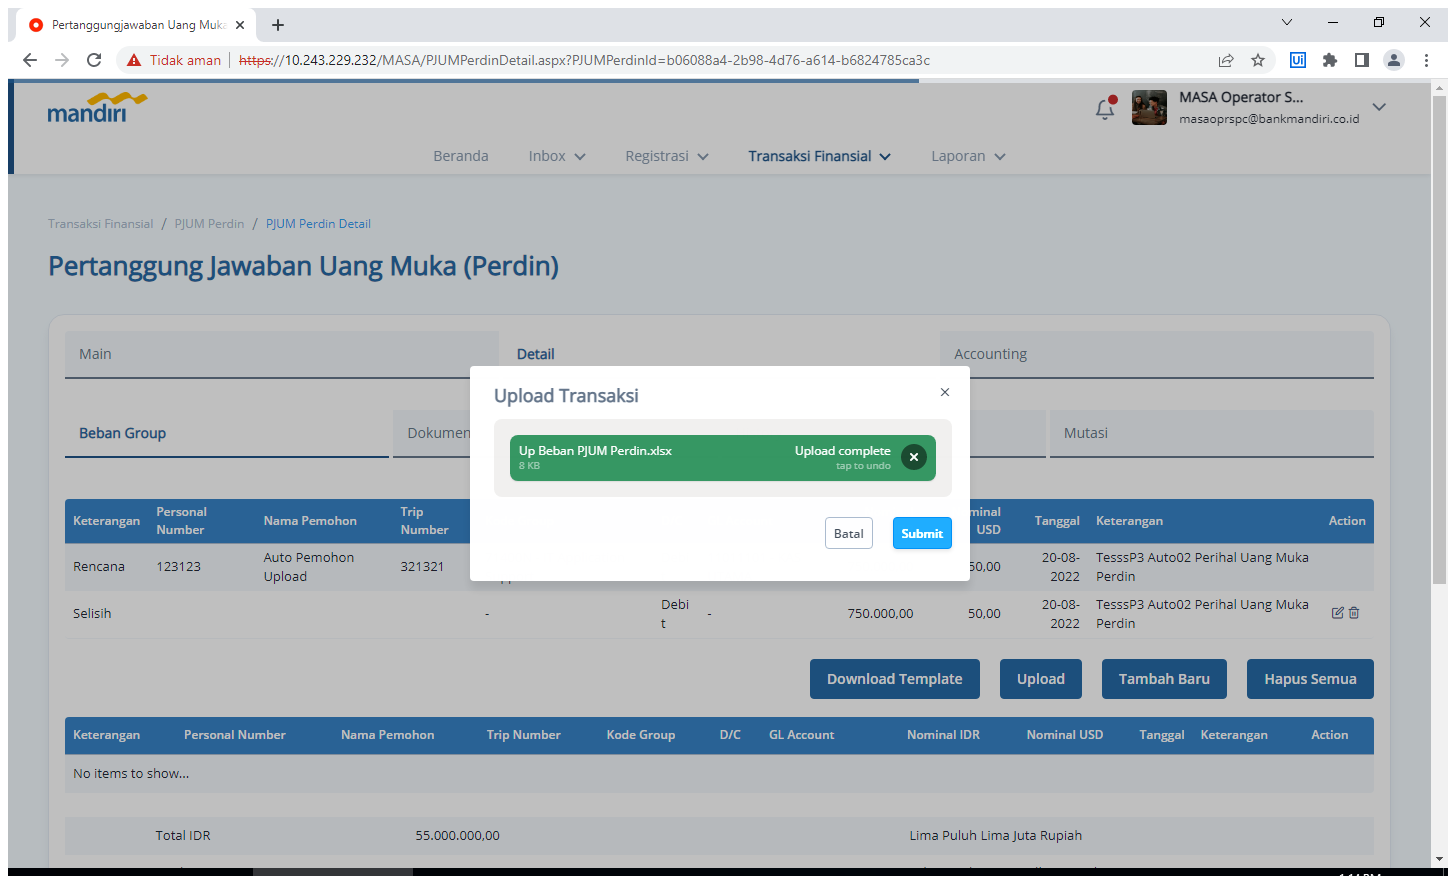 Pertanggungjawaban Uang Muka
Tidak aman https://10.243.229.232/MASA/PJUMPerdinDetail.aspx?PJUMPerdinId=b06088a4-2b98-4d76-a614-b6824785ca3c
Ui
mandiri
MASA Operator S...
masaoprspc@bankmandiri.co.id
Beranda Inbox Registrasi Transaksi Finansial Laporan
Transaksi Finansial / PJUM Perdin / PJUM Perdin Detail
Pertanggung Jawaban Uang Muka (Perdin)
Main Detail Accounting
Upload Transaksi
Beban Group Dokumen Mutasi
Up Beban PJUM Perdin.xlsx Upload complete
8 KB tap to undo
Batal Submit
Keterangan Personal Number Nama Pemohon Trip Number USD Tanggal Keterangan Action
Rencana 123123 Auto Pemohon Upload 321321 50,00 20-08-2022 TesssP3 Auto02 Perihal Uang Muka Perdin
Selisih - Debit - 750.000,00 50,00 20-08-2022 TesssP3 Auto02 Perihal Uang Muka Perdin
Download Template Upload Tambah Baru Hapus Semua
Keterangan Personal Number Nama Pemohon Trip Number Kode Group D/C GL Account Nominal IDR Nominal USD Tanggal Keterangan Action
No items to show...
Total IDR 55.000.000,00 Lima Puluh Lima Juta Rupiah